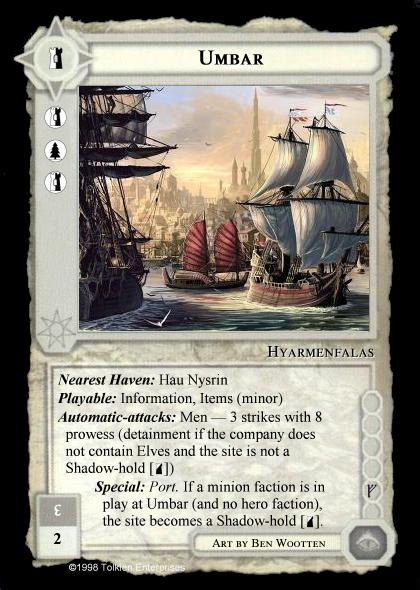 UMBAR
HYARMENFALAS
Nearest Haven: Hau Nysrin
Playable: Information, Items (minor)
Automatic-attacks: Men — 3 strikes with 8
prowess (detainment if the company does
not contain Elves and the site is not a
Shadow-hold [])
Special: Port. If a minion faction is in
play at Umbar (and no hero faction),
the site becomes a Shadow-hold [].
ε
2
ART BY BEN WOOTTEN
©1998 Tolkien Enterprises